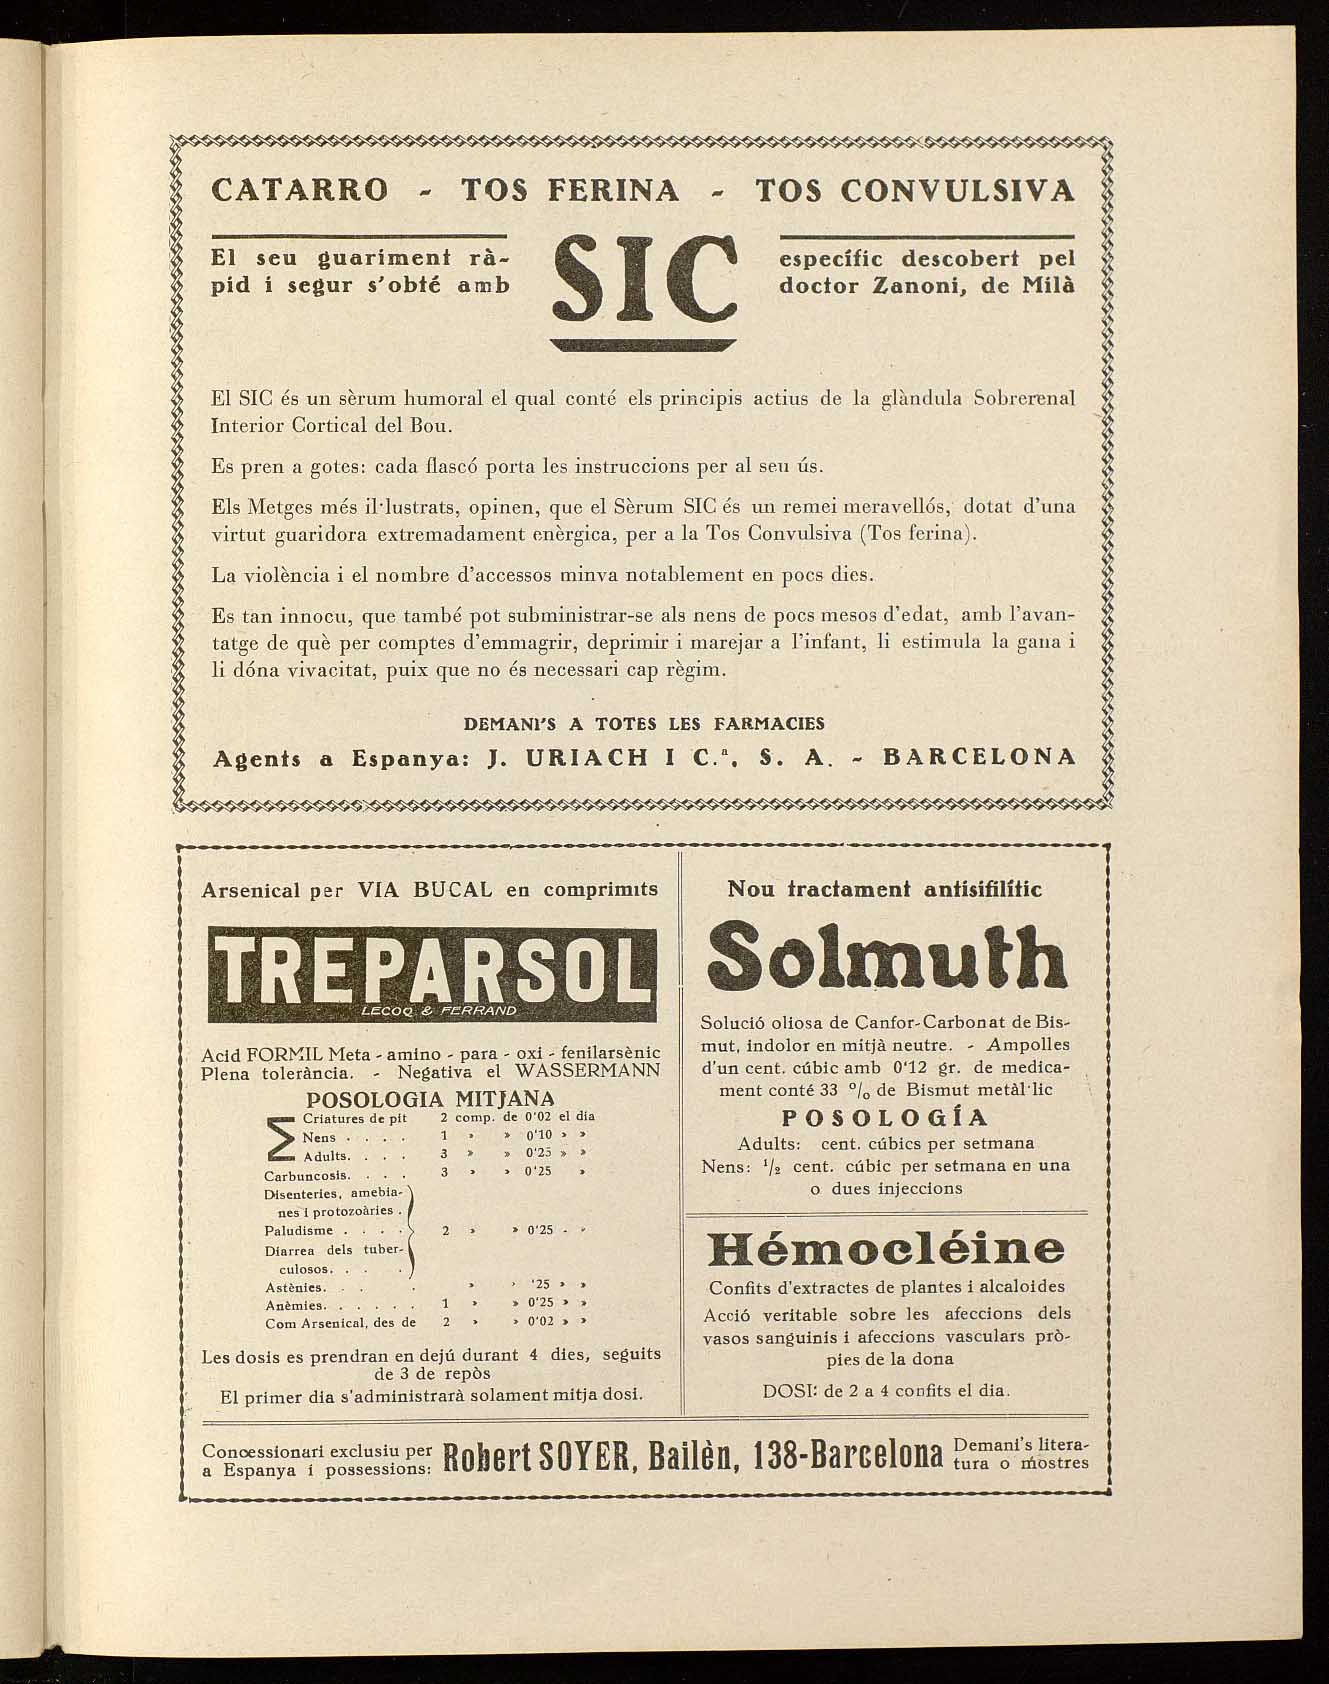 CATARRO - TOS FERINA - TOS CONVULSIVA
El seu guariment rà-
pid i segur s'obté amb
SIC
específic descobert pel
doctor Zanoni, de Milà
El SIC és un sèrum humoral el qual conté els principis actius de la glàndula Sobrerenal
Interior Cortical del Bou.
Es pren a gotes: cada flascó porta les instruccions per al seu ús.
Els Metges més il·lustrats, opinen, que el Sèrum SIC és un remei meravellós, dotat d'una
virtut guaridora extremadament enèrgica, per a la Tos Convulsiva (Tos ferina).
La violència i el nombre d'accessos minva notablement en pocs dies.
Es tan innocu, que també pot subministrar-se als nens de pocs mesos d'edat, amb l'avan-
tatge de què per comptes d'emmagrir, deprimir i marejar a l'infant, li estimula la gana i
li dóna vivacitat, puix que no és necessari cap règim.
DEMANI'S A TOTES LES FARMACIES
Agents a Espanya: J. URIACH I C.ª, S. A. - BARCELONA
Arsenical per VIA BUCAL en comprimits
TREPARSOL
LECOQ & FERRAND
Acid FORMIL Meta - amino - para - oxi - fenilarsènic
Plena tolerància. - Negativa el WASSERMANN
POSOLOGIA MITJANA
Σ
Criatures de pit 2 comp. de 0'02 el dia
Nens . . . . 1 » » 0'10 » »
Adults. . . . 3 » » 0'25 » »
Carbuncosis. . . . 3 » » 0'25 »
Disenteries, amebia-
nes i protozoàries .
Paludisme . . . . 2 » » 0'25 - »
Diarrea dels tuber-
culosos. . . .
Astènies. . . . » » '25 » »
Anèmies. . . . . . 1 » » 0'25 » »
Com Arsenical, des de 2 » » 0'02 » »
Les dosis es prendran en dejú durant 4 dies, seguits
de 3 de repòs
El primer dia s'administrarà solament mitja dosi.
Nou tractament antisifilític
Solmuth
Solució oliosa de Canfor-Carbonat de Bis-
mut, indolor en mitjà neutre. - Ampolles
d'un cent. cúbic amb 0'12 gr. de medica-
ment conté 33 % de Bismut metàl·lic
POSOLOGÍA
Adults: cent. cúbics per setmana
Nens: 1/2 cent. cúbic per setmana en una
o dues injeccions
Hémocléine
Confits d'extractes de plantes i alcaloides
Acció veritable sobre les afeccions dels
vasos sanguinis i afeccions vasculars prò-
pies de la dona
DOSI: de 2 a 4 confits el dia.
Concessionari exclusiu per
a Espanya i possessions:
Robert SOYER, Bailèn, 138-Barcelona
Demani's litera-
tura o mostres